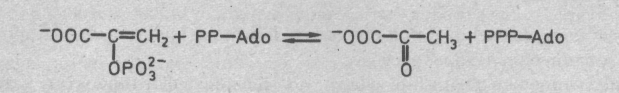 ⁻OOC–C=CH₂ + PP–Ado ⇌ ⁻OOC–C–CH₃ + PPP–Ado
OPO₃²⁻ O